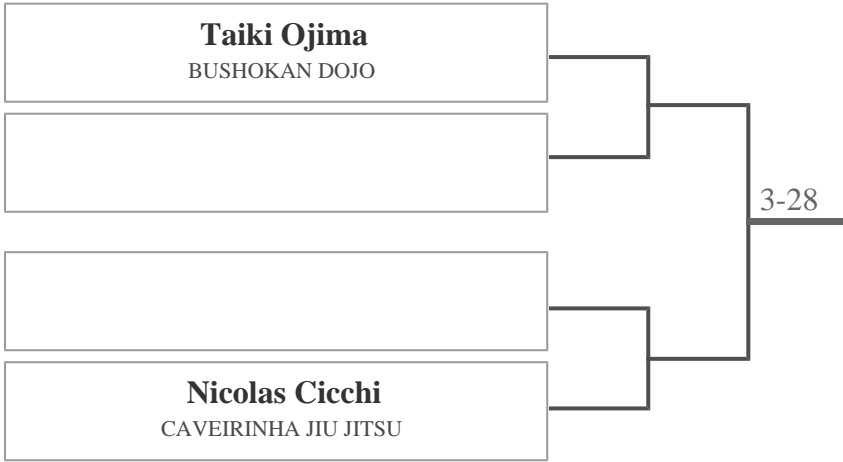 Taiki Ojima
BUSHOKAN DOJO
3-28
Nicolas Cicchi
CAVEIRINHA JIU JITSU